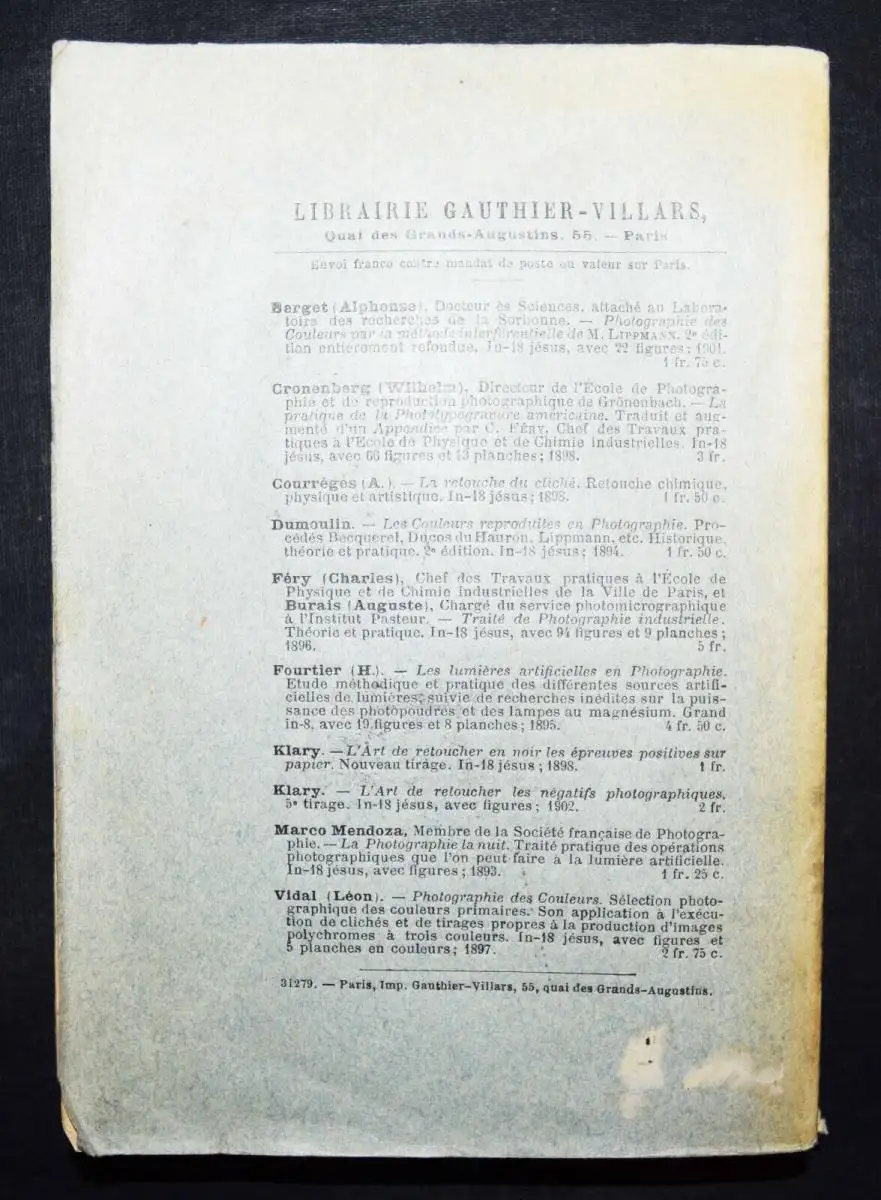 LIBRAIRIE GAUTHIER-VILLARS,
Quai des Grands-Augustins, 55. — Paris
Envoi franco contre mandat de poste ou valeur sur Paris.
Berget (Alphonse), Docteur ès Sciences, attaché au Labora-
toire des recherches de la Sorbonne. — Photographie des
Couleurs par la méthode interférentielle de M. LIPPMANN. 2e édi-
tion entièrement refondue. In-18 jésus, avec 22 figures; 1901.
1 fr. 75 c.
Cronenberg (Wilhelm), Directeur de l'École de Photogra-
phie et de reproduction photographique de Grönenbach. — La
pratique de la Phototypogravure américaine. Traduit et aug-
menté d'un Appendice par C. FÉRY, Chef des Travaux pra-
tiques à l'École de Physique et de Chimie industrielles. In-18
jésus, avec 66 figures et 13 planches; 1898. 3 fr.
Courrèges (A.). — La retouche du cliché. Retouche chimique,
physique et artistique. In-18 jésus; 1898. 1 fr. 50 c.
Dumoulin. — Les Couleurs reproduites en Photographie. Pro-
cédés Becquerel, Ducos du Hauron, Lippmann, etc. Historique,
théorie et pratique. 2e édition. In-18 jésus; 1894. 1 fr. 50 c.
Féry (Charles), Chef des Travaux pratiques à l'École de
Physique et de Chimie Industrielles de la Ville de Paris, et
Burais (Auguste), Chargé du service photomicrographique
à l'Institut Pasteur. — Traité de Photographie industrielle.
Théorie et pratique. In-18 jésus, avec 94 figures et 9 planches;
1896. 5 fr.
Fourtier (H.). — Les lumières artificielles en Photographie.
Etude méthodique et pratique des différentes sources artifi-
cielles de lumières, suivie de recherches inédites sur la puis-
sance des photopoudres et des lampes au magnésium. Grand
in-8, avec 19 figures et 8 planches; 1895. 4 fr. 50 c.
Klary. — L'Art de retoucher en noir les épreuves positives sur
papier. Nouveau tirage. In-18 jésus; 1898. 1 fr.
Klary. — L'Art de retoucher les négatifs photographiques.
5e tirage. In-18 jésus, avec figures; 1902. 2 fr.
Marco Mendoza, Membre de la Société française de Photogra-
phie. — La Photographie la nuit. Traité pratique des opérations
photographiques que l'on peut faire à la lumière artificielle.
In-18 jésus, avec figures; 1893. 1 fr. 25 c.
Vidal (Léon). — Photographie des Couleurs. Sélection photo-
graphique des couleurs primaires. Son application à l'exécu-
tion de clichés et de tirages propres à la production d'images
polychromes à trois couleurs. In-18 jésus, avec figures et
5 planches en couleurs; 1897. 2 fr. 75 c.
31279. — Paris, Imp. Gauthier-Villars, 55, quai des Grands-Augustins.